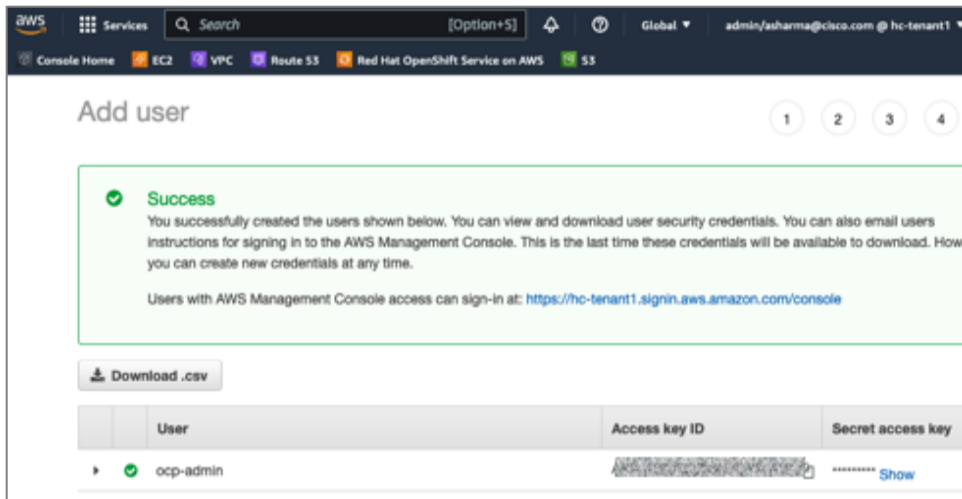 aws Services Search [Option+S] Global admin/asharma@cisco.com @ hc-tenant1
Console Home EC2 VPC Route 53 Red Hat OpenShift Service on AWS S3
Add user
1 2 3 4
Success
You successfully created the users shown below. You can view and download user security credentials. You can also email users
instructions for signing in to the AWS Management Console. This is the last time these credentials will be available to download. How
you can create new credentials at any time.
Users with AWS Management Console access can sign-in at: https://hc-tenant1.signin.aws.amazon.com/console
Download .csv
User Access key ID Secret access key
ocp-admin ********* Show